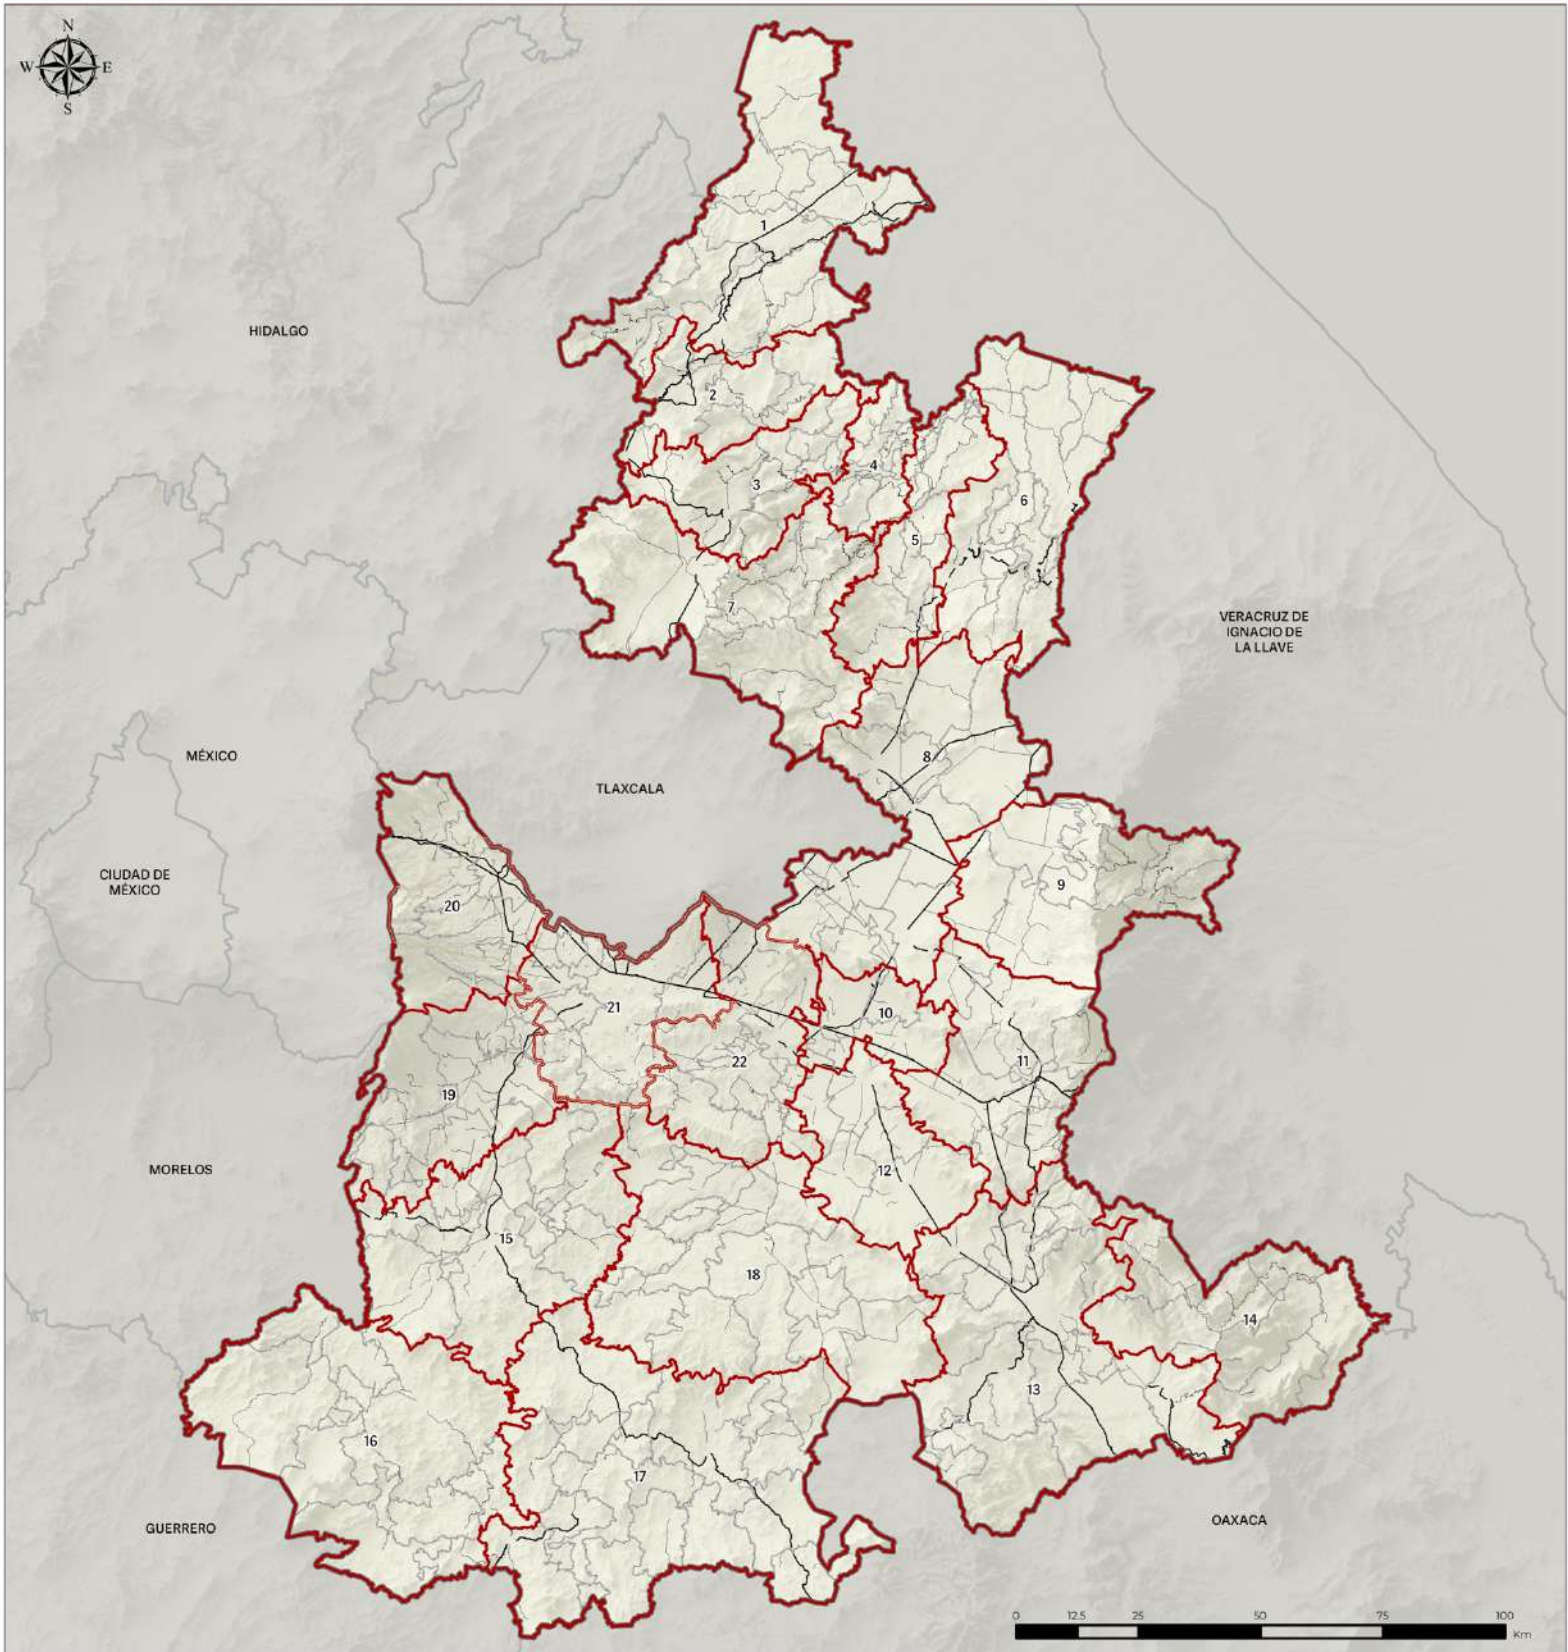 N
W E
S
1
HIDALGO
2
4
3
6
5
7
VERACRUZ DE
IGNACIO DE
LA LLAVE
MÉXICO
8
TLAXCALA
CIUDAD DE
MÉXICO
9
20
21
10
22
11
19
MORELOS
12
15
18
14
13
16
17
GUERRERO
OAXACA
0 12.5 25 50 75 100
Km